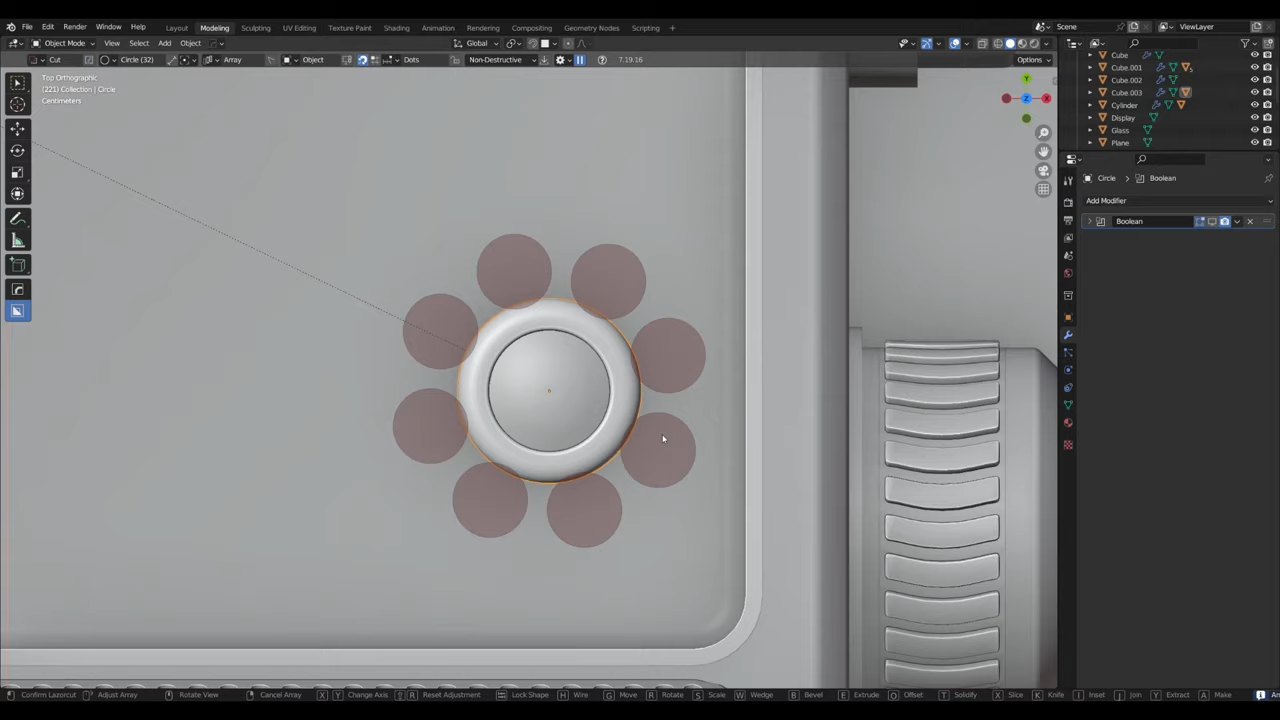 File Edit Render Window Help Layout Modeling Sculpting UV Editing Texture Paint Shading Animation Rendering Compositing Geometry Nodes Scripting + Scene ViewLayer
Object Mode View Select Add Object Global
Cut Circle (32) Array Object Dots Non-Destructive 7.19.16 Options
Top Orthographic
(221) Collection | Circle
Centimeters
Y
X
Z
Cube
Cube.001 5
Cube.002
Cube.003
Cylinder
Display
Glass
Plane
Circle > Boolean
Add Modifier
Boolean
Confirm Lazorcut Adjust Array Rotate View Cancel Array X Y Change Axis R Reset Adjustment Lock Shape H Wire G Move R Rotate S Scale W Wedge B Bevel E Extrude O Offset T Solidify X Slice K Knife I Inset J Join Y Extract A Make